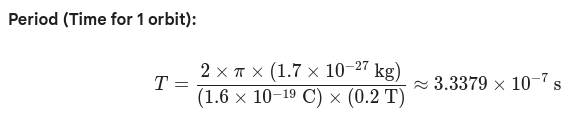 Period (Time for 1 orbit):
T = \frac{2 × π × (1.7 × 10⁻²⁷ kg)}{(1.6 × 10⁻¹⁹ C) × (0.2 T)} ≈ 3.3379 × 10⁻⁷ s